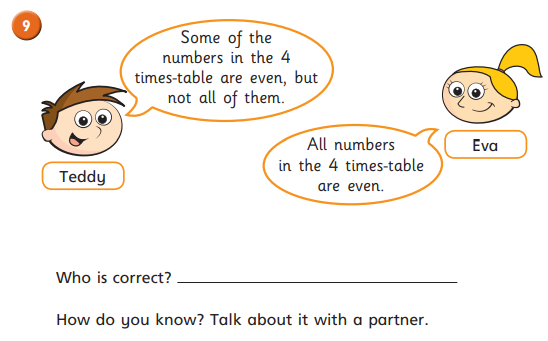 9
Some of the
numbers in the 4
times-table are even, but
not all of them.
Teddy
All numbers
in the 4 times-table
are even.
Eva
Who is correct?
How do you know? Talk about it with a partner.